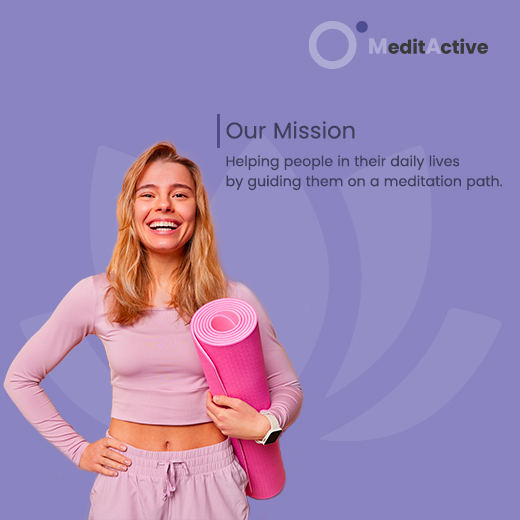 MeditActive
Our Mission
Helping people in their daily lives
by guiding them on a meditation path.